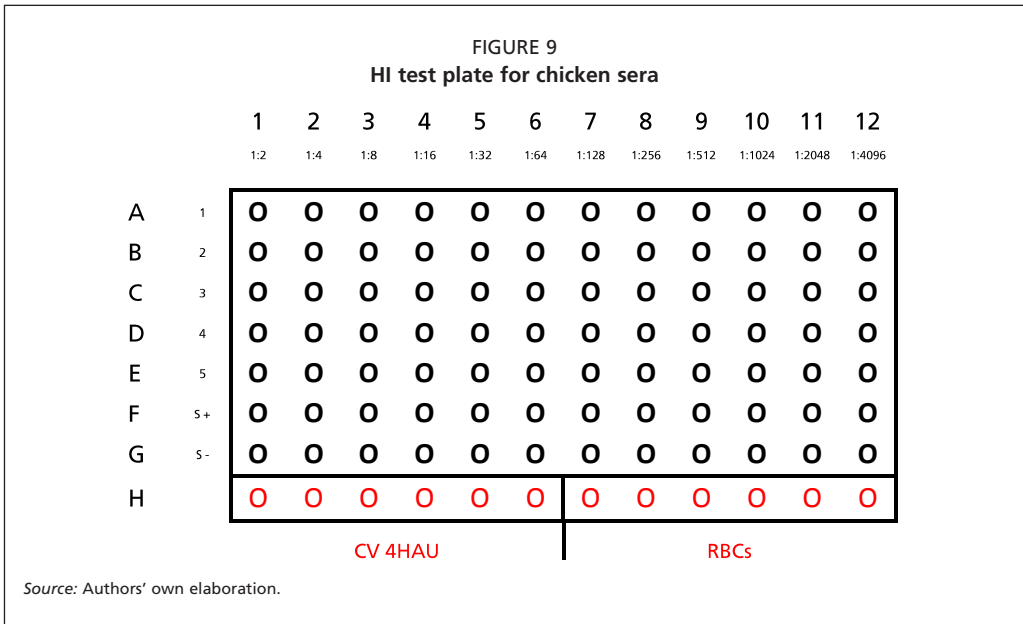 FIGURE 9
HI test plate for chicken sera
1 2 3 4 5 6 7 8 9 10 11 12
1:2 1:4 1:8 1:16 1:32 1:64 1:128 1:256 1:512 1:1024 1:2048 1:4096
A 1 O O O O O O O O O O O O
B 2 O O O O O O O O O O O O
C 3 O O O O O O O O O O O O
D 4 O O O O O O O O O O O O
E 5 O O O O O O O O O O O O
F S + O O O O O O O O O O O O
G S - O O O O O O O O O O O O
H O O O O O O O O O O O O
CV 4HAU RBCs
Source: Authors' own elaboration.